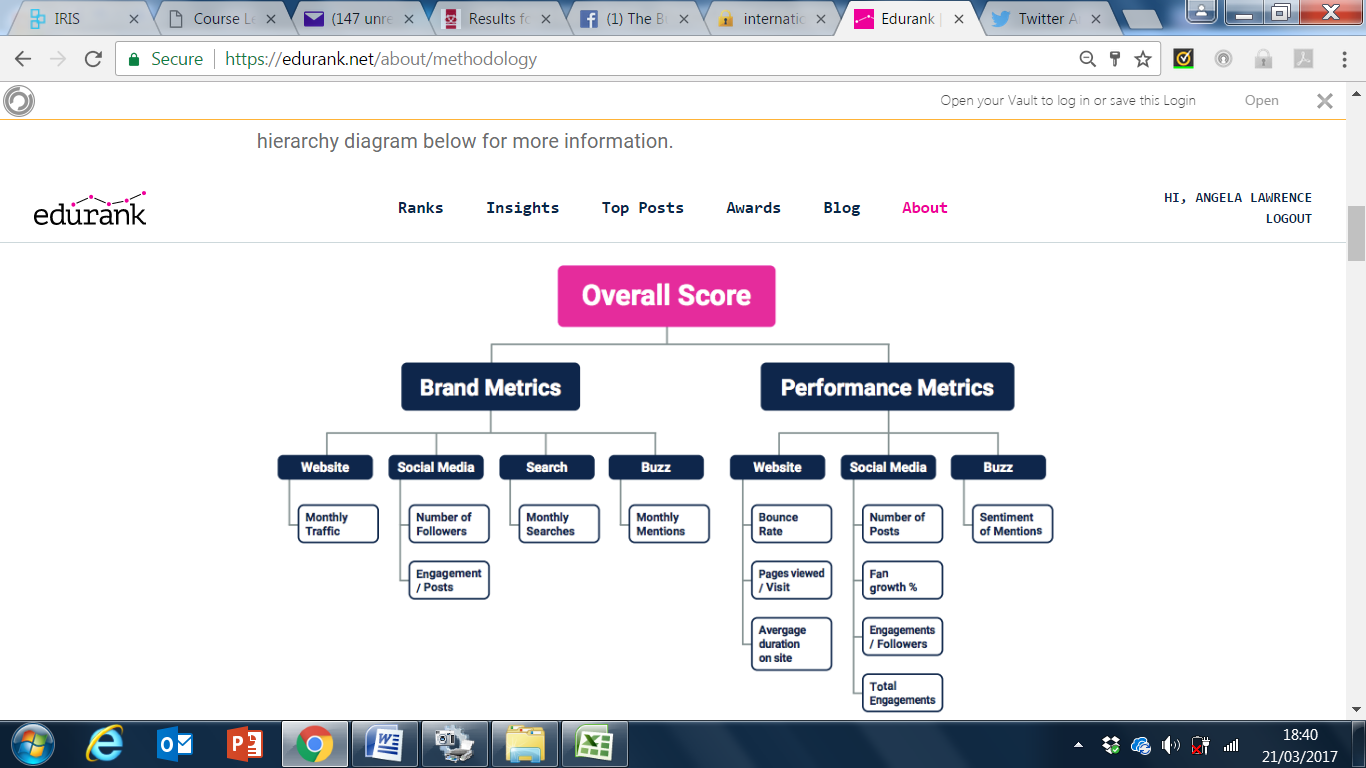 IRIS
Course Le
(147 unre
Results fo
(1) The B
internatio
Edurank |
Twitter A
Secure
https://edurank.net/about/methodology
Open your Vault to log in or save this Login
Open
hierarchy diagram below for more information.
edurank
Ranks
Insights
Top Posts
Awards
Blog
About
HI, ANGELA LAWRENCE
LOGOUT
Overall Score
Brand Metrics
Performance Metrics
Website
Social Media
Search
Buzz
Website
Social Media
Buzz
Monthly
Traffic
Number of
Followers
Engagement
/ Posts
Monthly
Searches
Monthly
Mentions
Bounce
Rate
Pages viewed
/ Visit
Avergage
duration
on site
Number of
Posts
Fan
growth %
Engagements
/ Followers
Total
Engagements
Sentiment
of Mentions
18:40
21/03/2017